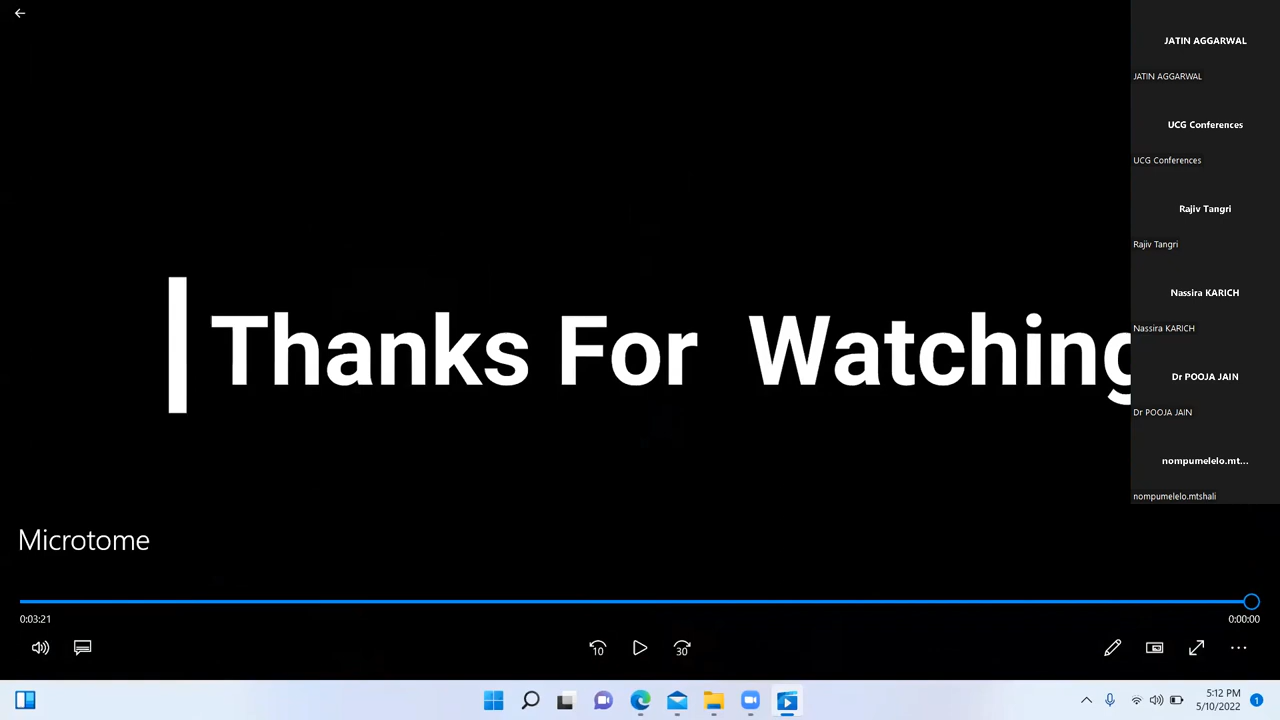 JATIN AGGARWAL
JATIN AGGARWAL
UCG Conferences
UCG Conferences
Rajiv Tangri
Rajiv Tangri
Nassira KARICH
Nassira KARICH
Dr POOJA JAIN
Dr POOJA JAIN
nompumelelo.mt...
nompumelelo.mtshali
Thanks For Watching
Microtome
0:03:21
0:00:00
10
30
5:12 PM
5/10/2022
1